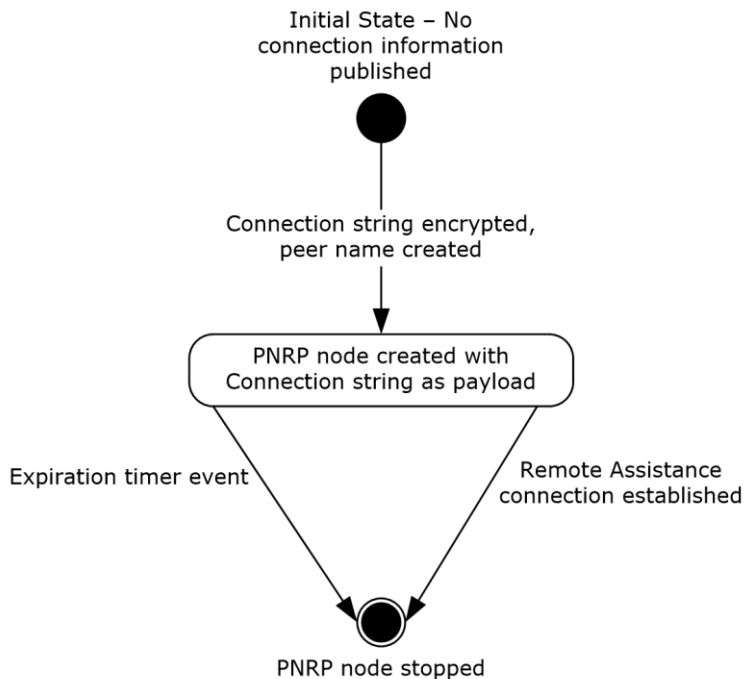 Initial State – No
connection information
published
Connection string encrypted,
peer name created
PNRP node created with
Connection string as payload
Expiration timer event
Remote Assistance
connection established
PNRP node stopped